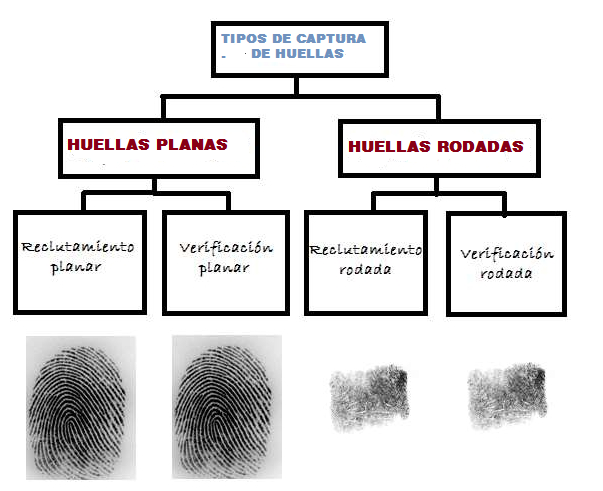 TIPOS DE CAPTURA
. DE HUELLAS
HUELLAS PLANAS
HUELLAS RODADAS
Reclutamiento
planar
Verificación
planar
Reclutamiento
rodada
Verificación
rodada